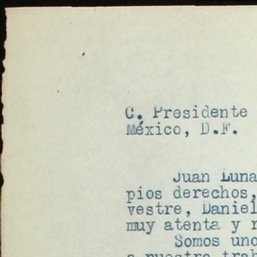 C. Presidente
México, D.F.
Juan Luna
pios derechos,
vestre, Daniel
muy atenta y r
Somos uno